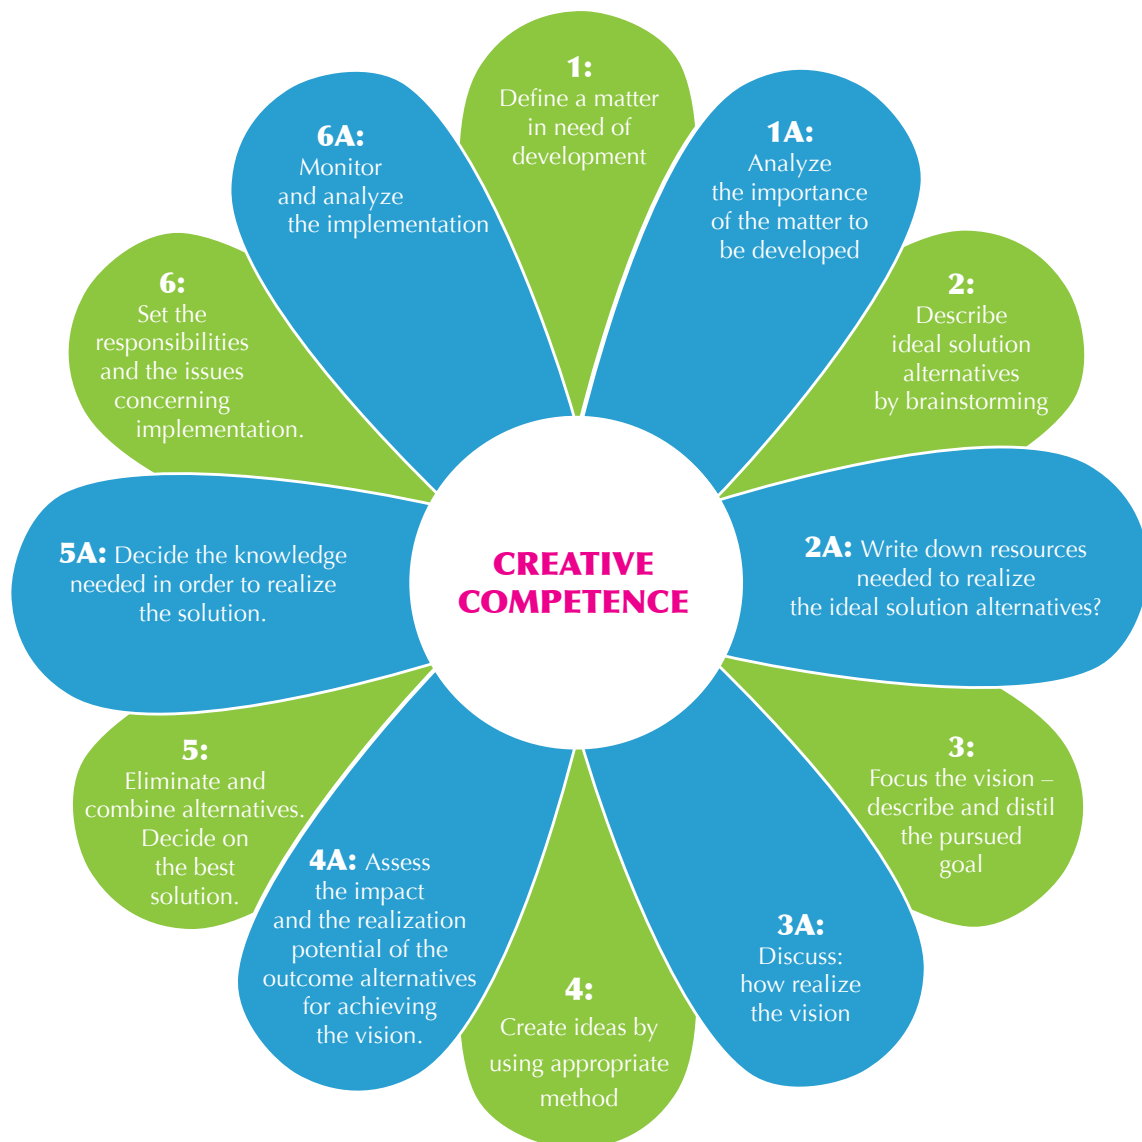 1:
Define a matter
in need of
development
1A:
Analyze
the importance
of the matter to
be developed
2:
Describe
ideal solution
alternatives
by brainstorming
2A: Write down resources
needed to realize
the ideal solution alternatives?
3:
Focus the vision –
describe and distil
the pursued
goal
3A:
Discuss:
how realize
the vision
4:
Create ideas by
using appropriate
method
4A: Assess
the impact
and the realization
potential of the
outcome alternatives
for achieving
the vision.
5:
Eliminate and
combine alternatives.
Decide on
the best
solution.
5A: Decide the knowledge
needed in order to realize
the solution.
6:
Set the
responsibilities
and the issues
concerning
implementation.
6A:
Monitor
and analyze
the implementation
CREATIVE
COMPETENCE